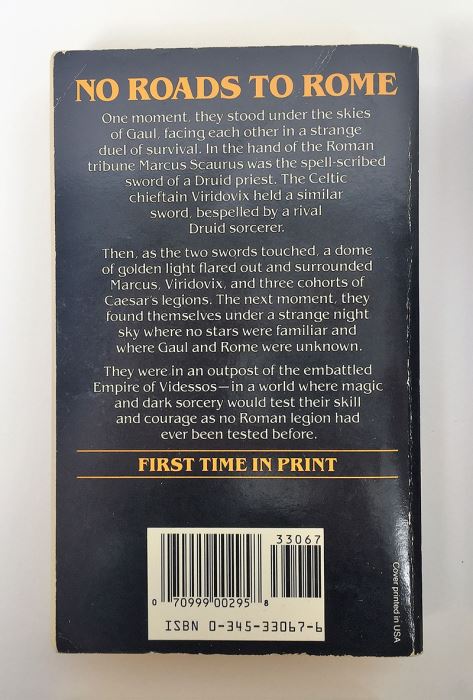 NO ROADS TO ROME
One moment, they stood under the skies
of Gaul, facing each other in a strange
duel of survival. In the hand of the Roman
tribune Marcus Scaurus was the spell-scribed
sword of a Druid priest. The Celtic
chieftain Viridovix held a similar
sword, bespelled by a rival
Druid sorcerer.
Then, as the two swords touched, a dome
of golden light flared out and surrounded
Marcus, Viridovix, and three cohorts of
Caesar's legions. The next moment, they
found themselves under a strange night
sky where no stars were familiar and
where Gaul and Rome were unknown.
They were in an outpost of the embattled
Empire of Videssos—in a world where magic
and dark sorcery would test their skill
and courage as no Roman legion had
ever been tested before.
FIRST TIME IN PRINT
33067
0 70999 00295 8
ISBN 0-345-33067-6
Cover printed in USA